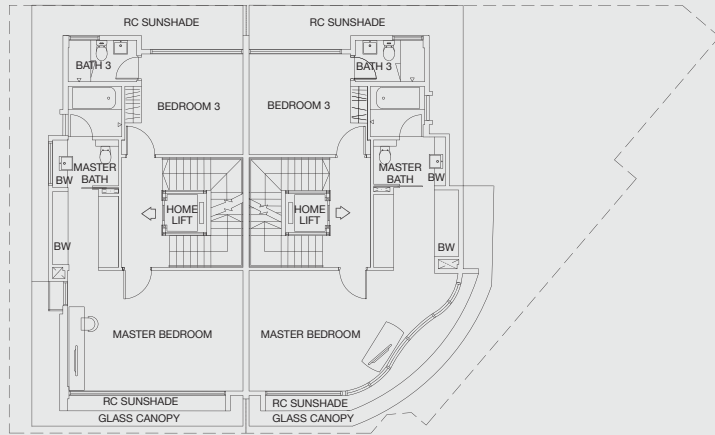 RC SUNSHADE
RC SUNSHADE
BATH 3
BATH 3
BEDROOM 3
BEDROOM 3
MASTER
BATH
MASTER
BATH
BW
BW
HOME
LIFT
HOME
LIFT
BW
BW
MASTER BEDROOM
MASTER BEDROOM
RC SUNSHADE
RC SUNSHADE
GLASS CANOPY
GLASS CANOPY